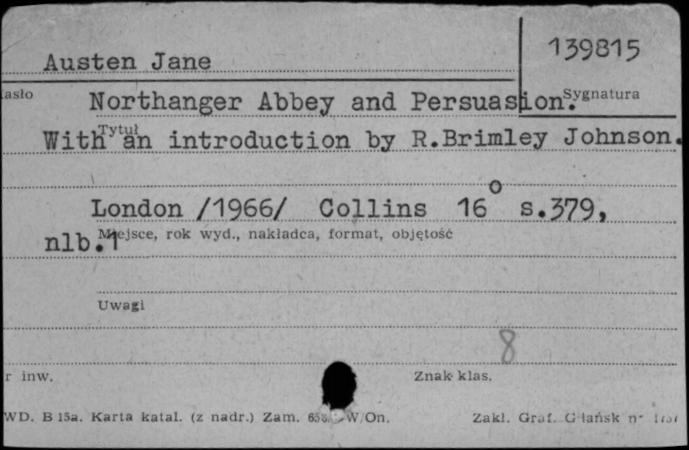 139815
Austen Jane
Sygnatura
Northanger Abbey and Persuasion.
Tytuł
With an introduction by R.Brimley Johnson.
London /1966/ Collins 16° s.379,
nlb.1
Miejsce, rok wyd., nakładca, format, objętość
Uwagi
8
r inw. Znak klas.
WD. B 15a. Karta katal. (z nadr.) Zam. W/On. Zakł. Graf. Gdańsk